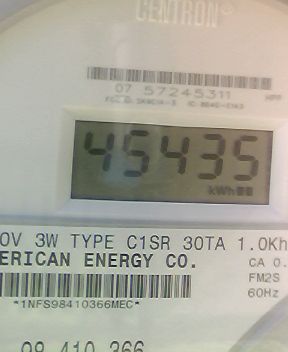 CENTRON®
07 57245311
45435
kWh
0V 3W TYPE C1SR 30TA 1.0Kh
ERICAN ENERGY CO.
CA 0.
FM2S
60Hz
*1NFS98410366MEC*
98 410 366